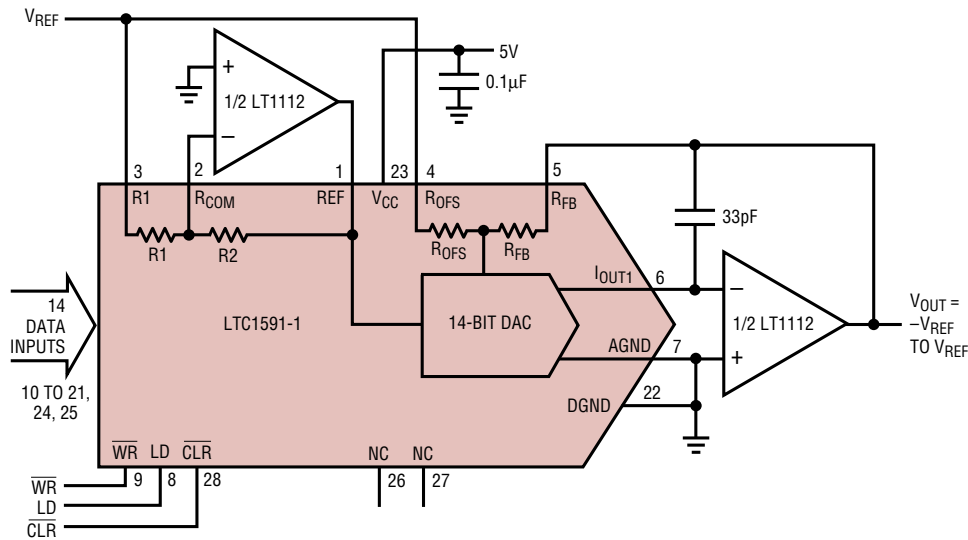 VREF
5V
+
0.1µF
1/2 LT1112
–
3
2
1
23
4
5
R1
RCOM
REF
VCC
ROFS
RFB
33pF
R1
R2
ROFS
RFB
IOUT1
6
–
14
DATA
INPUTS
LTC1591-1
14-BIT DAC
1/2 LT1112
VOUT =
–VREF
TO VREF
AGND
7
+
10 TO 21,
24, 25
DGND
22
WR
LD
CLR
NC
NC
WR
9
8
28
26
27
LD
CLR